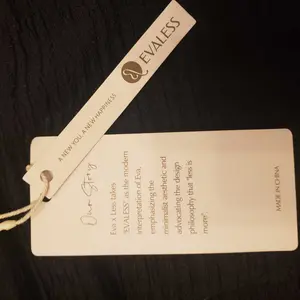 EVALESS
A NEW YOU, A NEW HAPPINESS
Our Story
Eva x Less takes
"EVALESS" as the modern
interpretation of Eva,
emphasizing the
minimalist aesthetic and
advocating the design
philosophy that "less is
more".
MADE IN CHINA